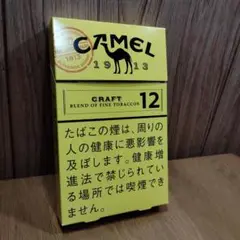 CAMEL
1913
19 13
CRAFT
BLEND OF FINE TOBACCOS
12
たばこの煙は、周りの
人の健康に悪影響を
及ぼします。健康増
進法で禁じられてい
る場所では喫煙でき
ません。